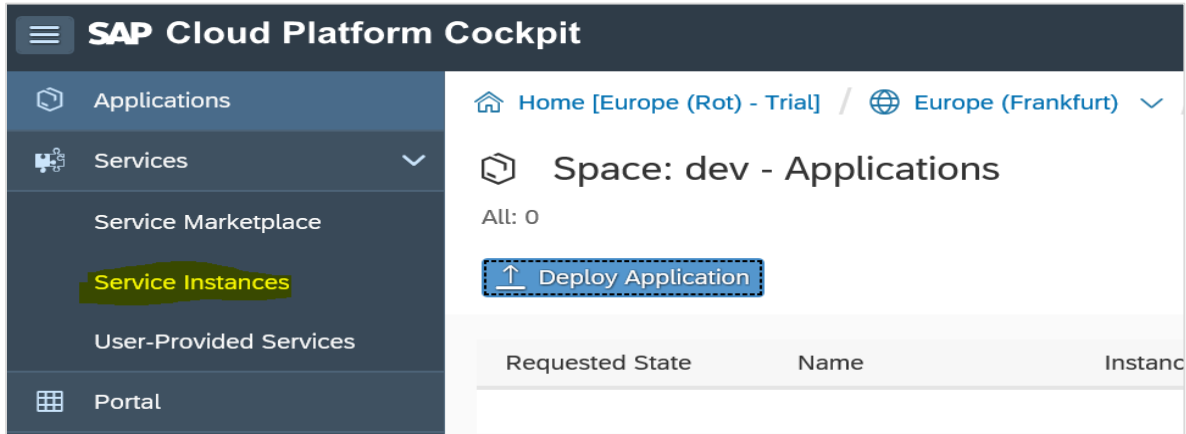 SAP Cloud Platform Cockpit
Applications
Services
Service Marketplace
Service Instances
User-Provided Services
Portal
Home [Europe (Rot) - Trial] / Europe (Frankfurt)
Space: dev - Applications
All: 0
Deploy Application
Requested State Name